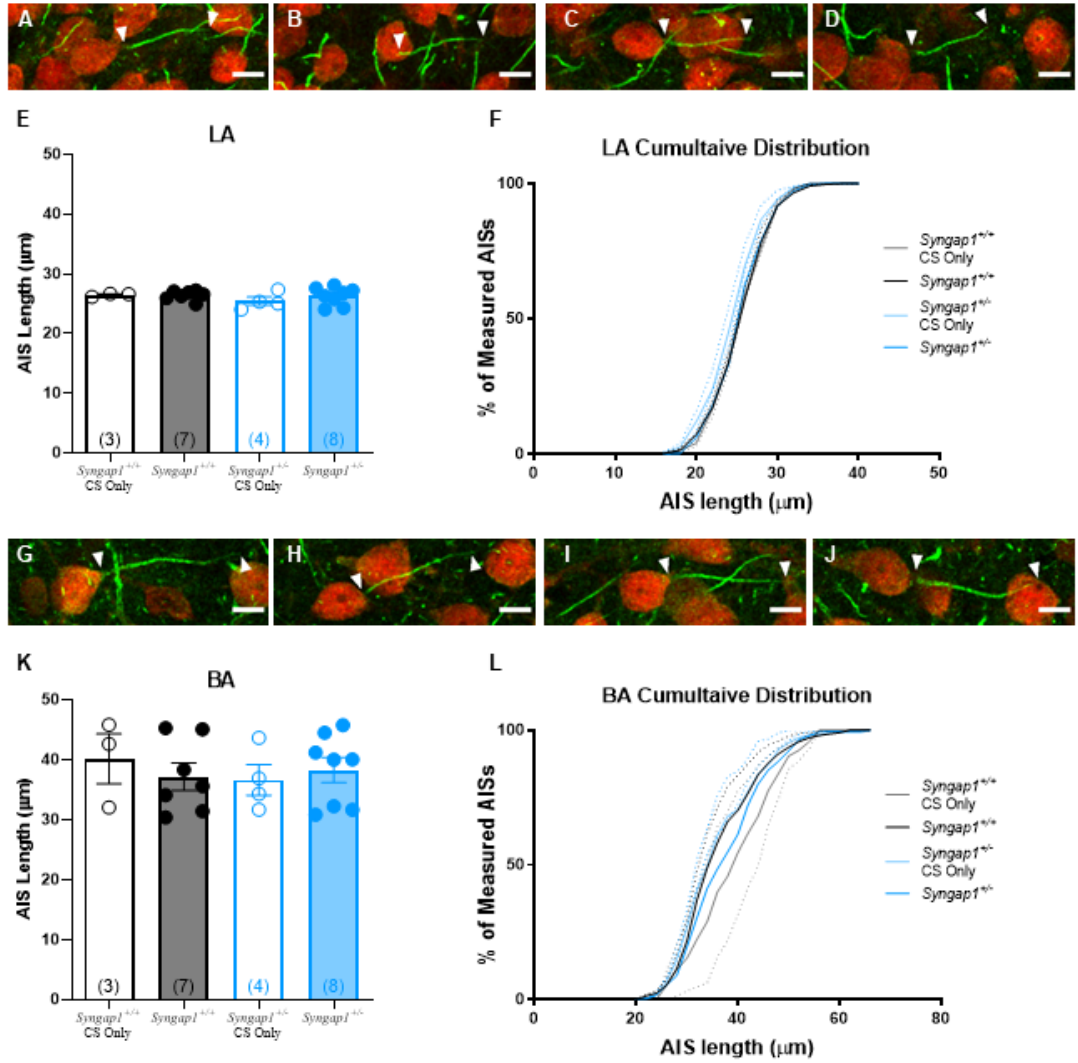 A B C D
E
LA
50
40
30
20
10
0
AIS Length (µm)
(3) (7) (4) (8)
Syngap1+/+ Syngap1+/+ Syngap1+/- Syngap1+/-
CS Only CS Only
F
LA Cumultaive Distribution
100
50
0
% of Measured AISs
0 10 20 30 40 50
AIS length (µm)
Syngap1+/+
CS Only
Syngap1+/+
Syngap1+/-
CS Only
Syngap1+/-
G H I J
K
BA
50
40
30
20
10
0
AIS Length (µm)
(3) (7) (4) (8)
Syngap1+/+ Syngap1+/+ Syngap1+/- Syngap1+/-
CS Only CS Only
L
BA Cumultaive Distribution
100
50
0
% of Measured AISs
0 20 40 60 80
AIS length (µm)
Syngap1+/+
CS Only
Syngap1+/+
Syngap1+/-
CS Only
Syngap1+/-